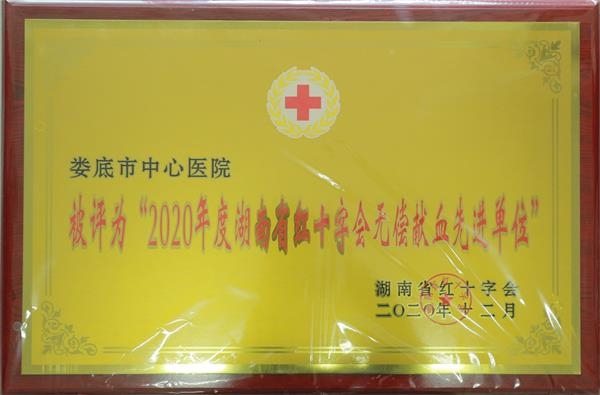 娄底市中心医院
被评为“2020年度湖南省红十字会无偿献血先进单位”
湖南省红十字会
二〇二〇年十二月